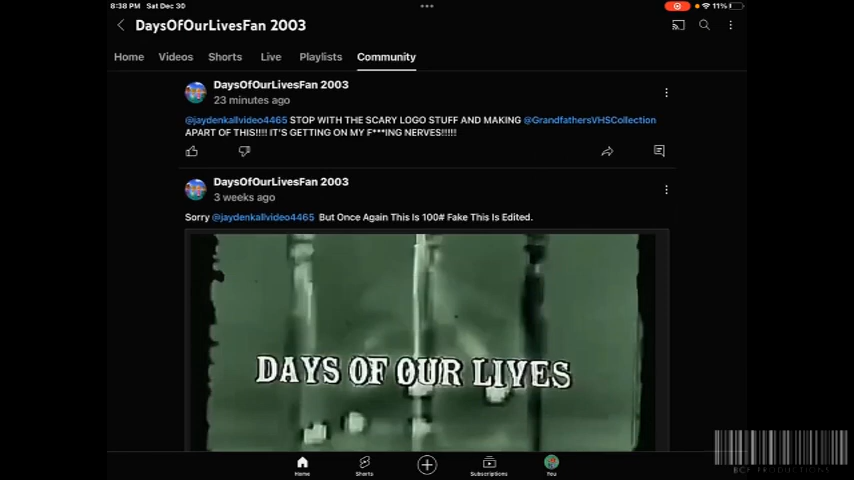 8:38 PM Sat Dec 30
11%
DaysOfOurLivesFan 2003
Home Videos Shorts Live Playlists Community
DaysOfOurLivesFan 2003
23 minutes ago
@jaydenkallvideo4465 STOP WITH THE SCARY LOGO STUFF AND MAKING @GrandfathersVHSCollection
APART OF THIS!!!! IT'S GETTING ON MY F***ING NERVES!!!!!
DaysOfOurLivesFan 2003
3 weeks ago
Sorry @jaydenkallvideo4465 But Once Again This Is 100# Fake This Is Edited.
DAYS OF OUR LIVES
Home Shorts Subscriptions You
BCP PRODUCTIONS